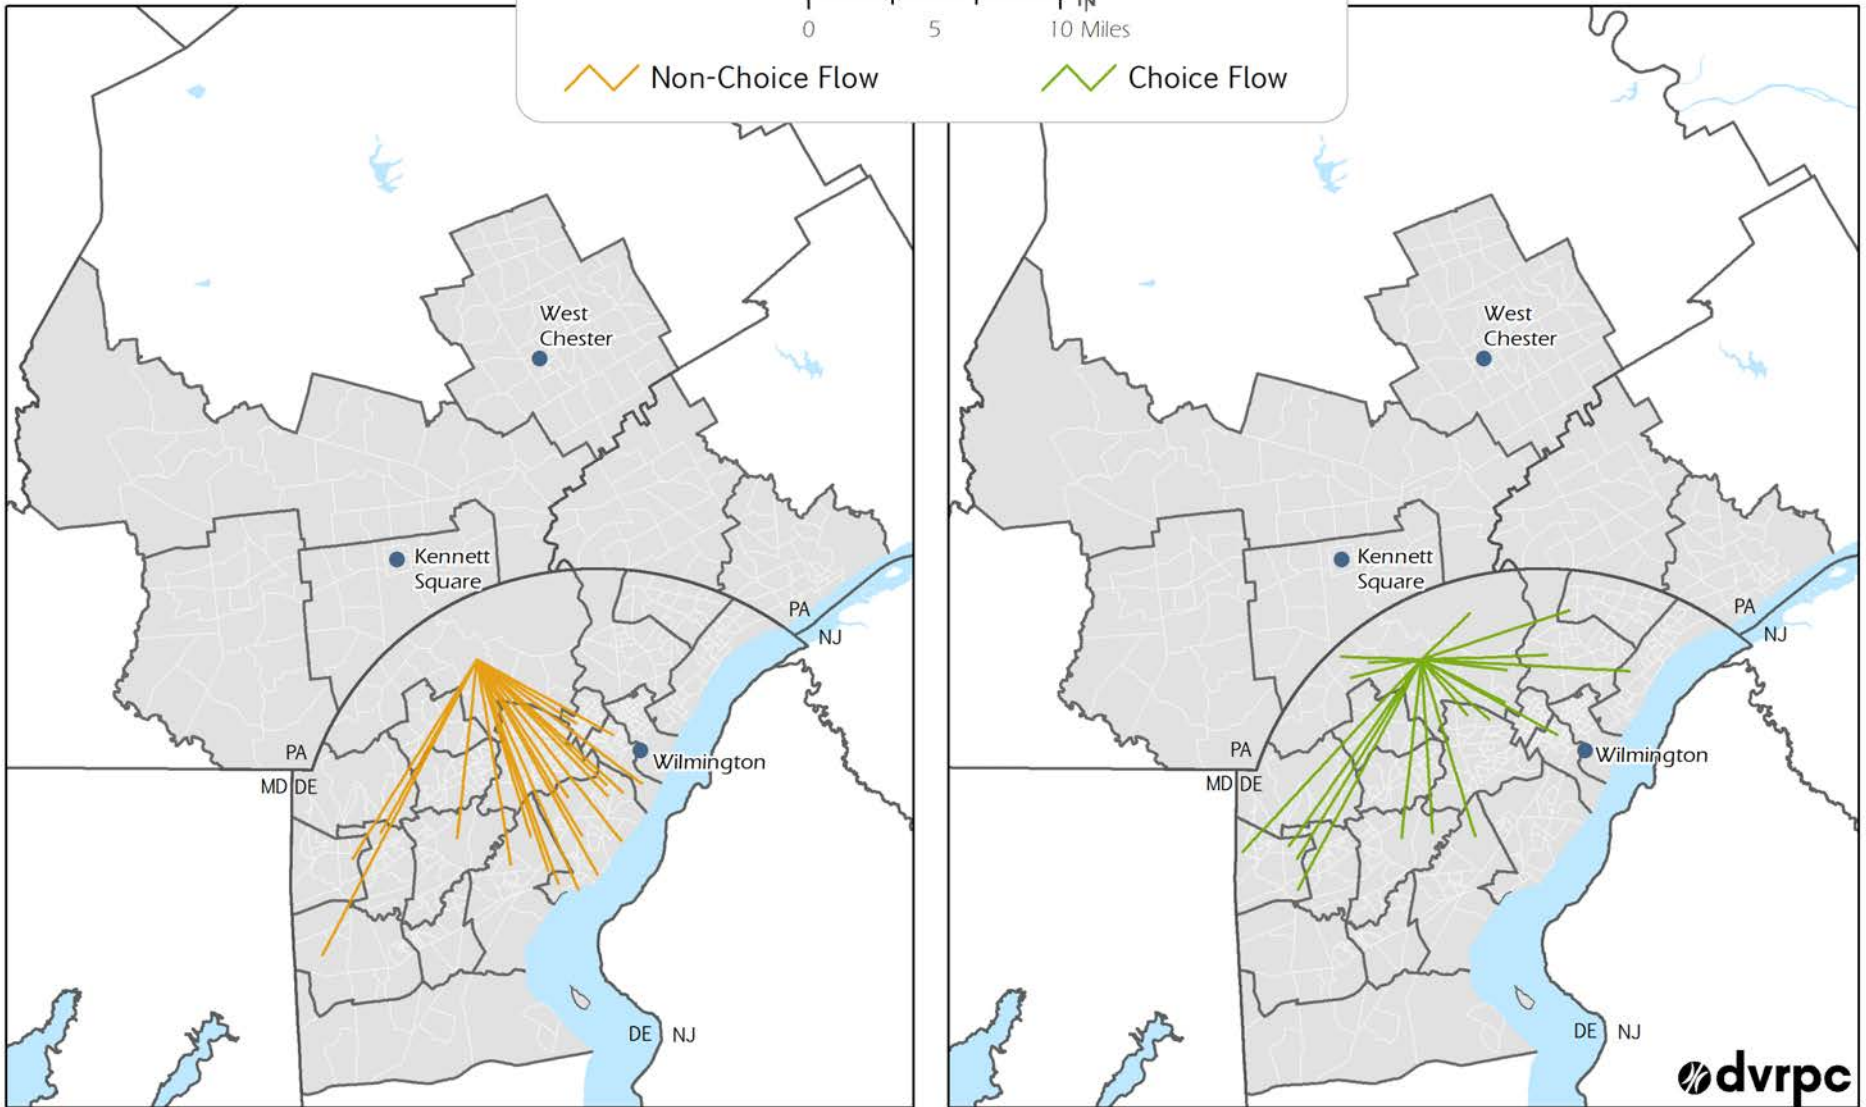 N
0 5 10 Miles
Non-Choice Flow
Choice Flow
West
Chester
Kennett
Square
PA
NJ
PA
MD DE
Wilmington
DE NJ
West
Chester
Kennett
Square
PA
NJ
PA
MD DE
Wilmington
DE NJ
dvrpc